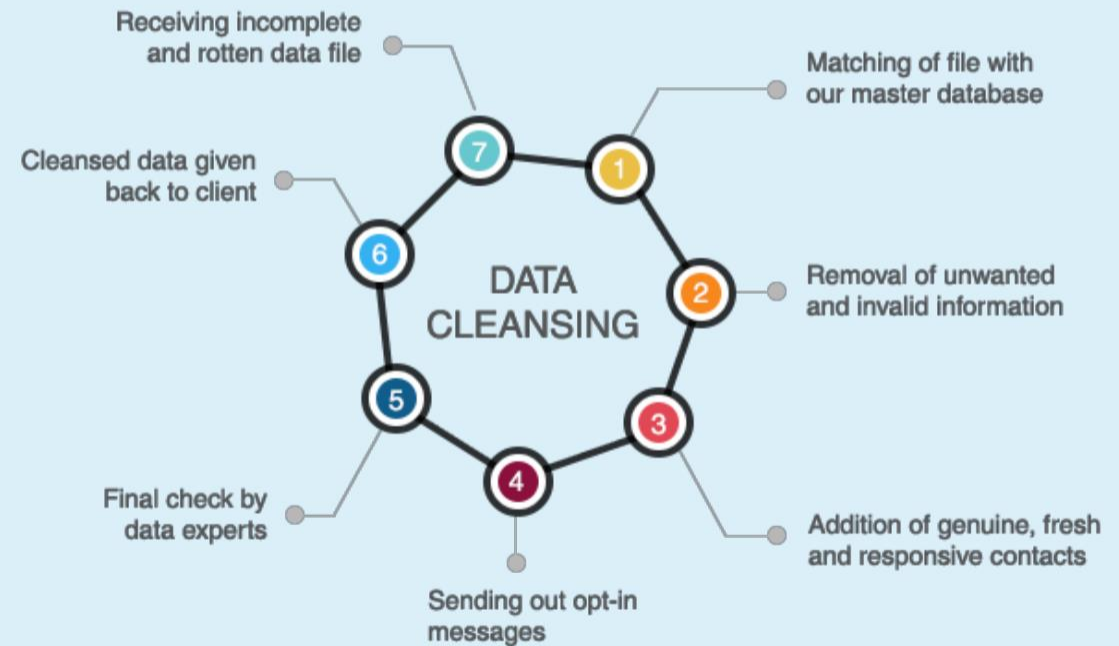 Receiving incomplete
and rotten data file
7
Matching of file with
our master database
1
Cleansed data given
back to client
6
DATA
CLEANSING
Removal of unwanted
and invalid information
2
5
3
Final check by
data experts
4
Addition of genuine, fresh
and responsive contacts
Sending out opt-in
messages